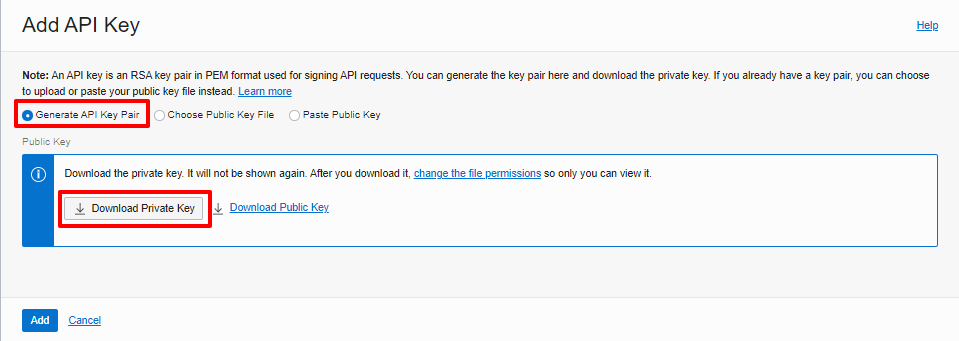 Add API Key
Help
Note: An API key is an RSA key pair in PEM format used for signing API requests. You can generate the key pair here and download the private key. If you already have a key pair, you can choose
to upload or paste your public key file instead. Learn more
Generate API Key Pair Choose Public Key File Paste Public Key
Public Key
Download the private key. It will not be shown again. After you download it, change the file permissions so only you can view it.
Download Private Key Download Public Key
Add Cancel